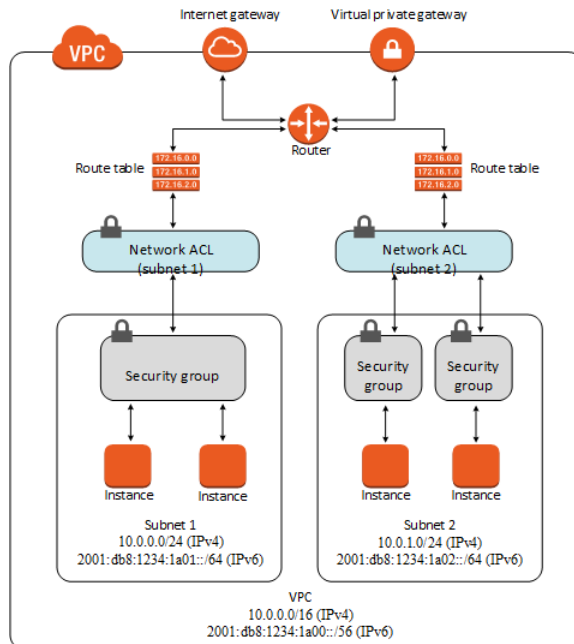 Internet gateway
Virtual private gateway
VPC
Router
Route table
172.16.0.0
172.16.1.0
172.16.2.0
172.16.0.0
172.16.1.0
172.16.2.0
Route table
Network ACL
(subnet 1)
Network ACL
(subnet 2)
Security group
Security
group
Security
group
Instance
Instance
Instance
Instance
Subnet 1
10.0.0.0/24 (IPv4)
2001:db8:1234:1a01::/64 (IPv6)
Subnet 2
10.0.1.0/24 (IPv4)
2001:db8:1234:1a02::/64 (IPv6)
VPC
10.0.0.0/16 (IPv4)
2001:db8:1234:1a00::/56 (IPv6)